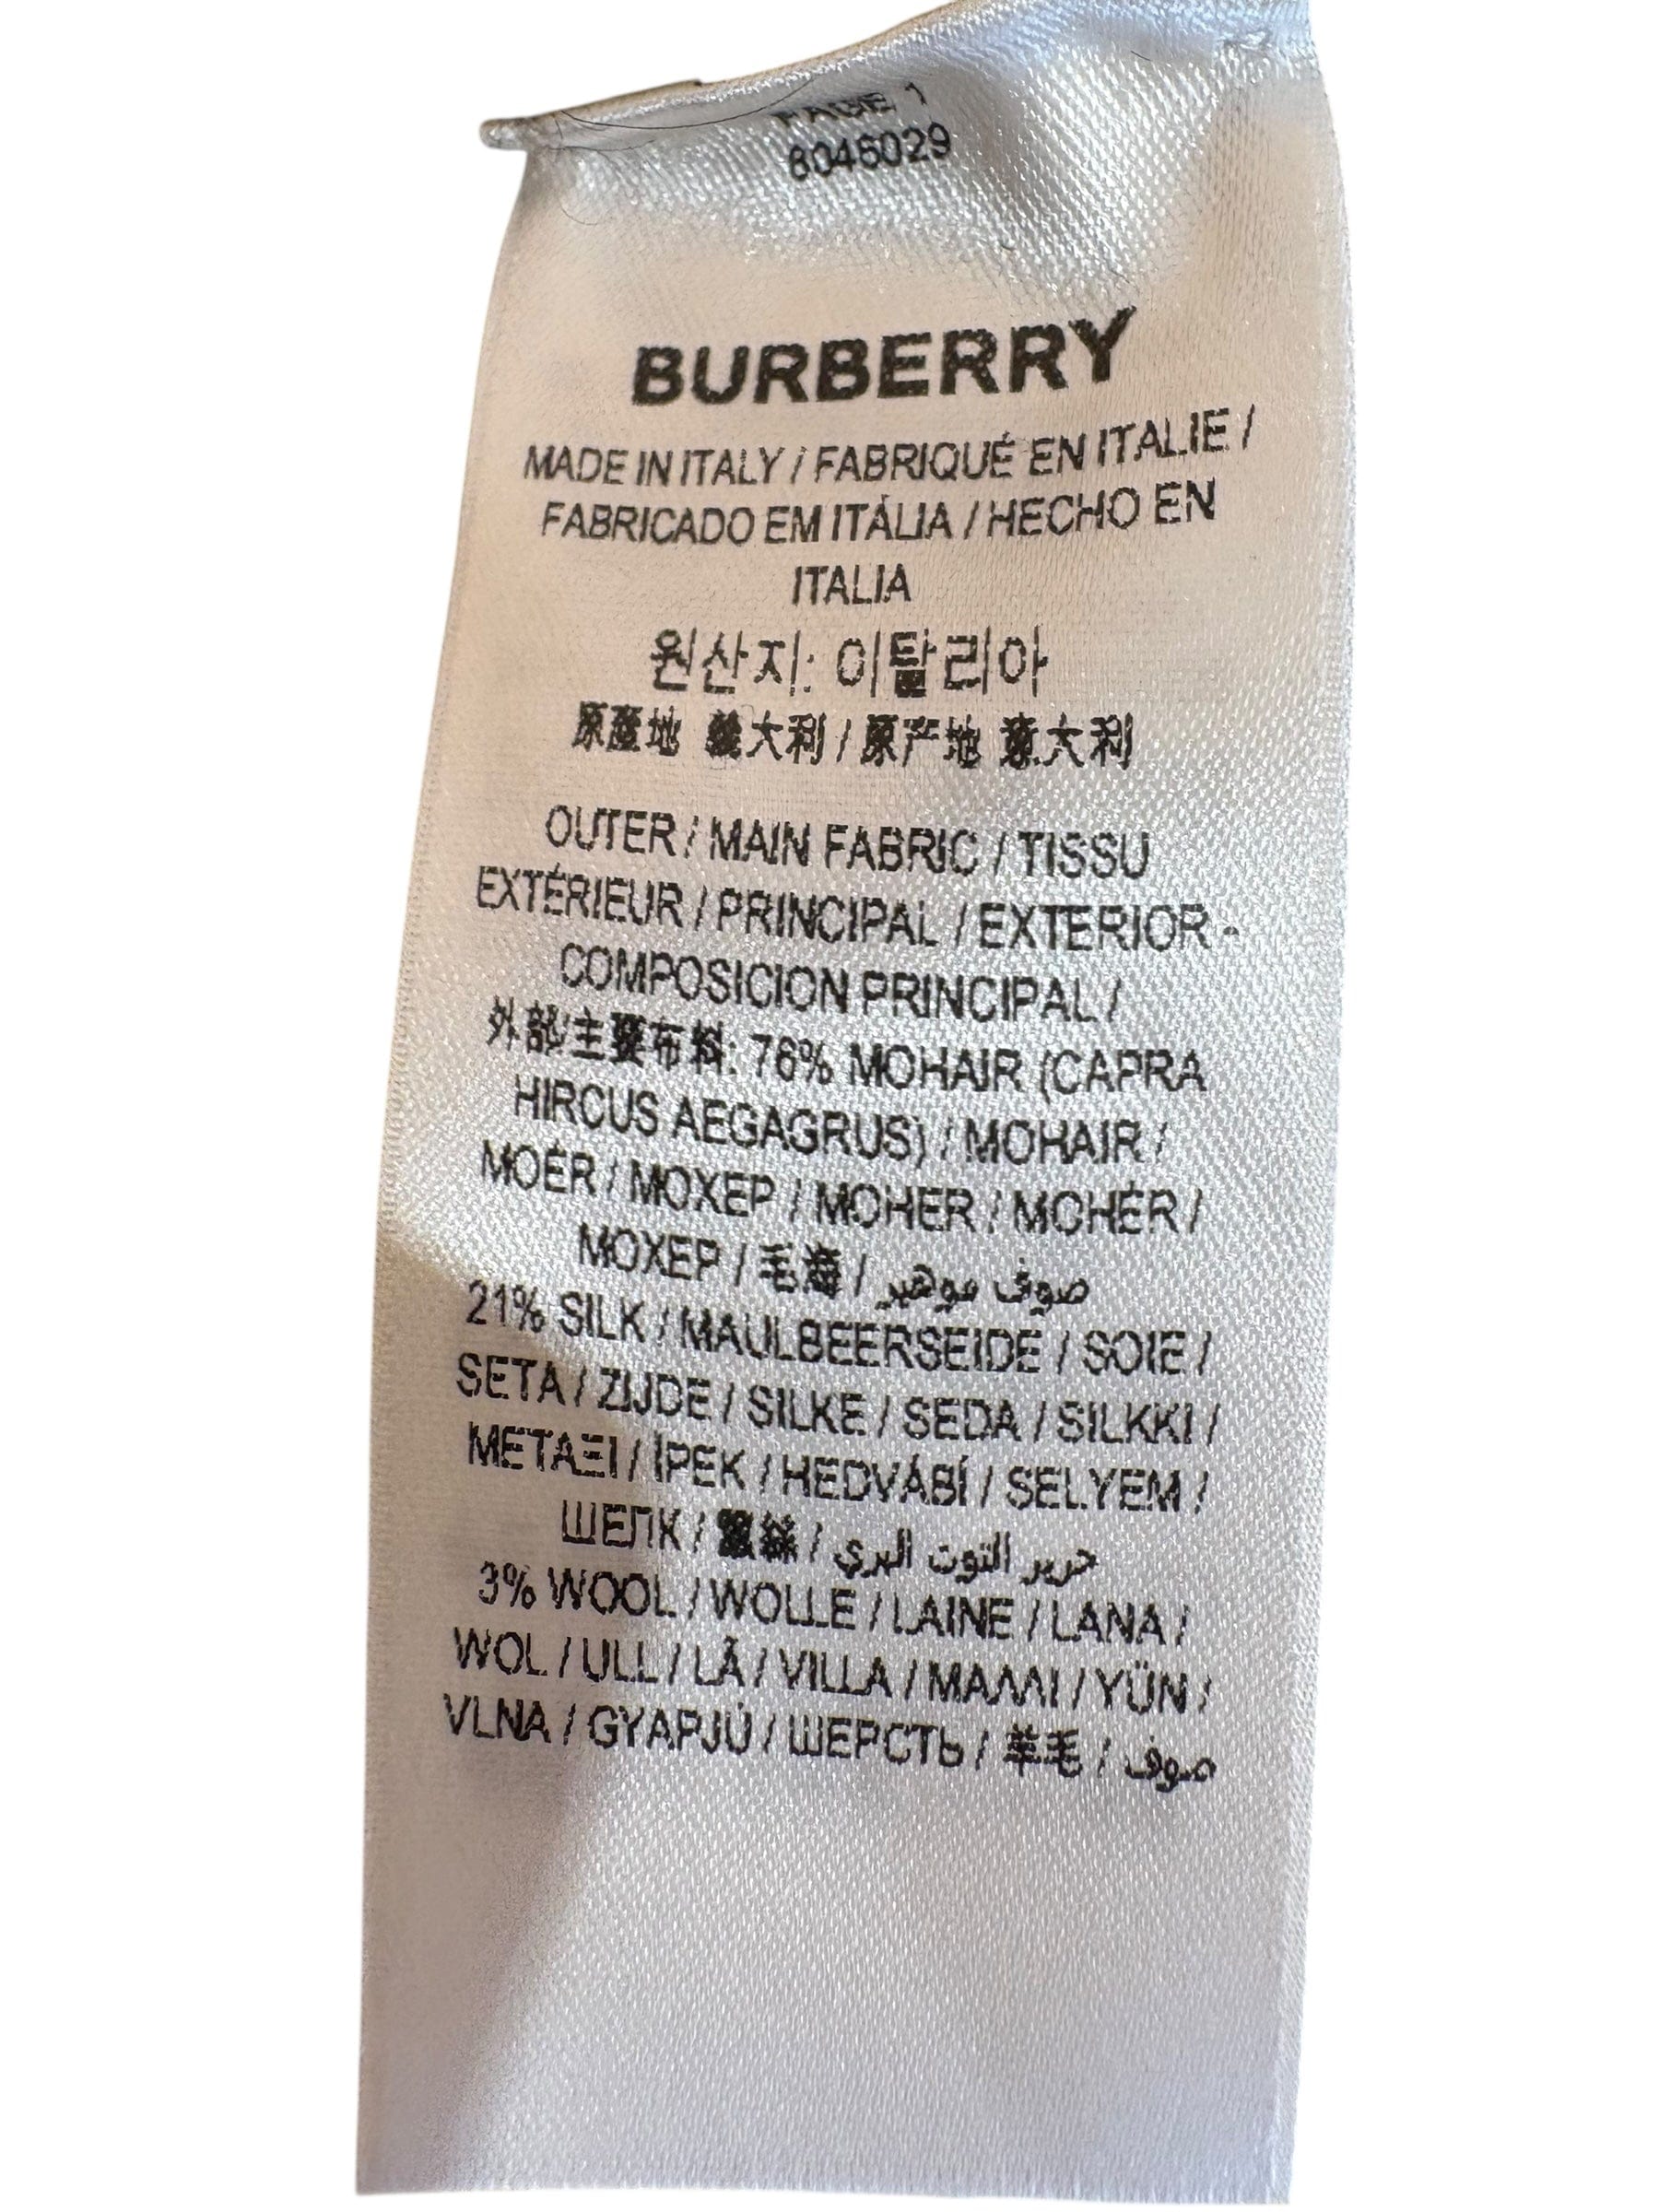 PAGE 1
8046029
BURBERRY
MADE IN ITALY / FABRIQUÉ EN ITALIE /
FABRICADO EM ITÁLIA / HECHO EN
ITALIA
원산지: 이탈리아
原產地 義大利 / 原产地 意大利
OUTER / MAIN FABRIC / TISSU
EXTÉRIEUR / PRINCIPAL / EXTERIOR -
COMPOSICION PRINCIPAL /
外部/主要布料: 76% MOHAIR (CAPRA
HIRCUS AEGAGRUS) / MOHAIR /
MOÉR / MOXEP / MOHER / MOHÉR /
МОХЕР / 毛海 / صوف موهير
21% SILK / MAULBEERSEIDE / SOIE /
SETA / ZIJDE / SILKE / SEDA / SILKKI /
ΜΕΤΑΞΙ / İPEK / HEDVÁBÍ / SELYEM /
ШЕЛК / 蠶絲 / حرير التوت البري
3% WOOL / WOLLE / LAINE / LANA /
WOL / ULL / LÃ / VILLA / ΜΑΛΛΙ / YÜN /
VLNA / GYAPJÚ / ШЕРСТЬ / 羊毛 / صوف